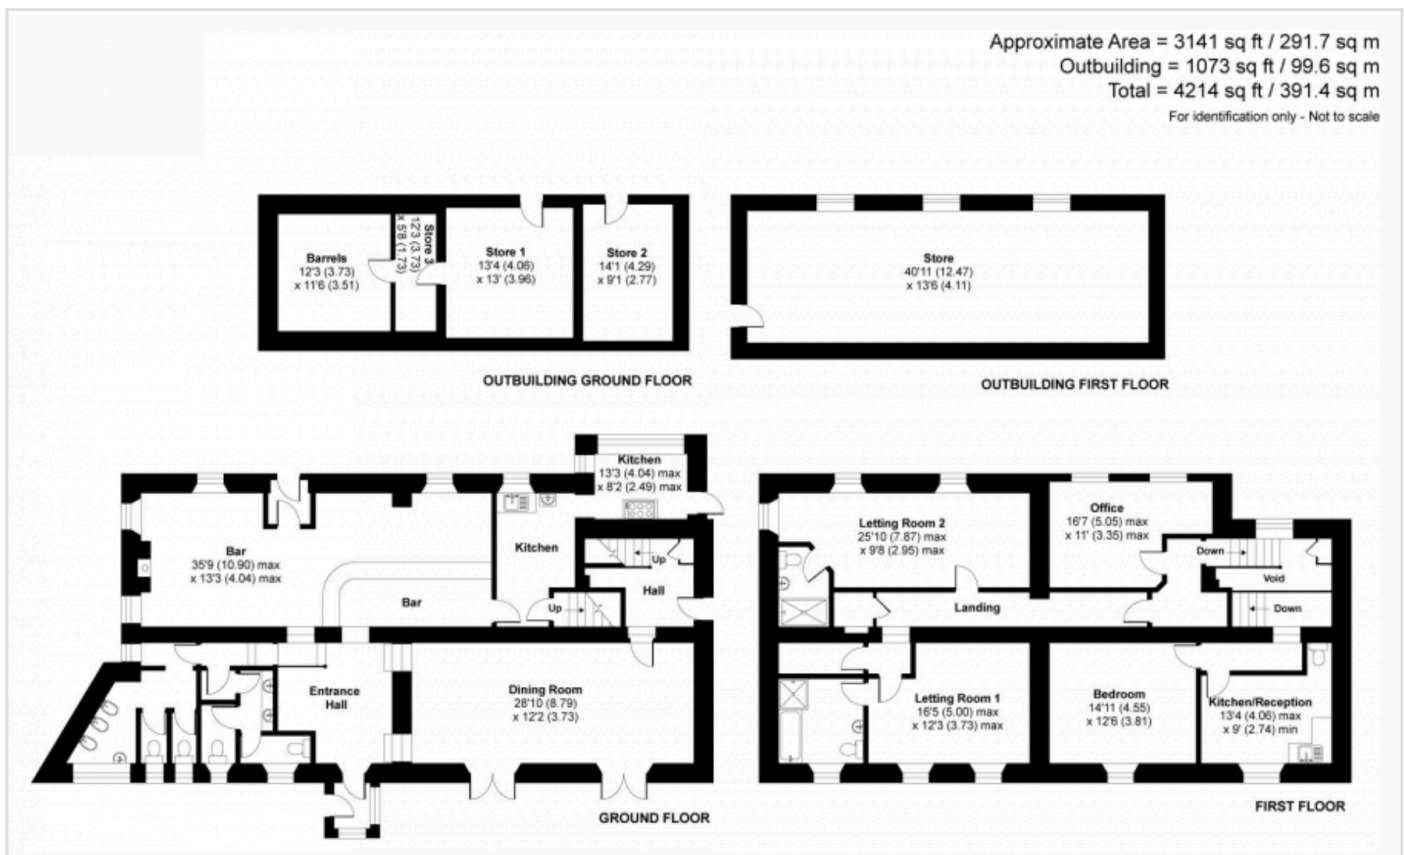 Approximate Area = 3141 sq ft / 291.7 sq m
Outbuilding = 1073 sq ft / 99.6 sq m
Total = 4214 sq ft / 391.4 sq m
For identification only - Not to scale
Barrels
12'3 (3.73)
x 11'6 (3.51)
Store 3
12'3 (3.73)
x 5'8 (1.73)
Store 1
13'4 (4.06)
x 13' (3.96)
Store 2
14'1 (4.29)
x 9'1 (2.77)
OUTBUILDING GROUND FLOOR
Store
40'11 (12.47)
x 13'6 (4.11)
OUTBUILDING FIRST FLOOR
Kitchen
13'3 (4.04) max
x 8'2 (2.49) max
Bar
35'9 (10.90) max
x 13'3 (4.04) max
Kitchen
Up
Hall
Bar
Up
Entrance
Hall
Dining Room
28'10 (8.79)
x 12'2 (3.73)
GROUND FLOOR
Letting Room 2
25'10 (7.87) max
x 9'8 (2.95) max
Office
16'7 (5.05) max
x 11' (3.35) max
Down
Void
Landing
Down
Letting Room 1
16'5 (5.00) max
x 12'3 (3.73) max
Bedroom
14'11 (4.55)
x 12'6 (3.81)
Kitchen/Reception
13'4 (4.06) max
x 9' (2.74) min
FIRST FLOOR